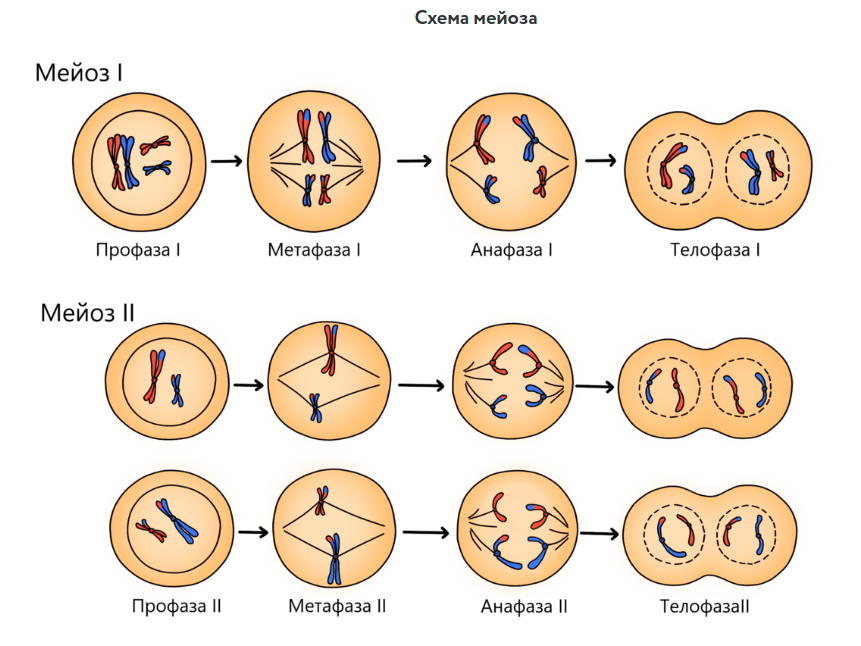 Схема мейоза
Мейоз I
Профаза I
Метафаза I
Анафаза I
Телофаза I
Мейоз II
Профаза II
Метафаза II
Анафаза II
ТелофазаII